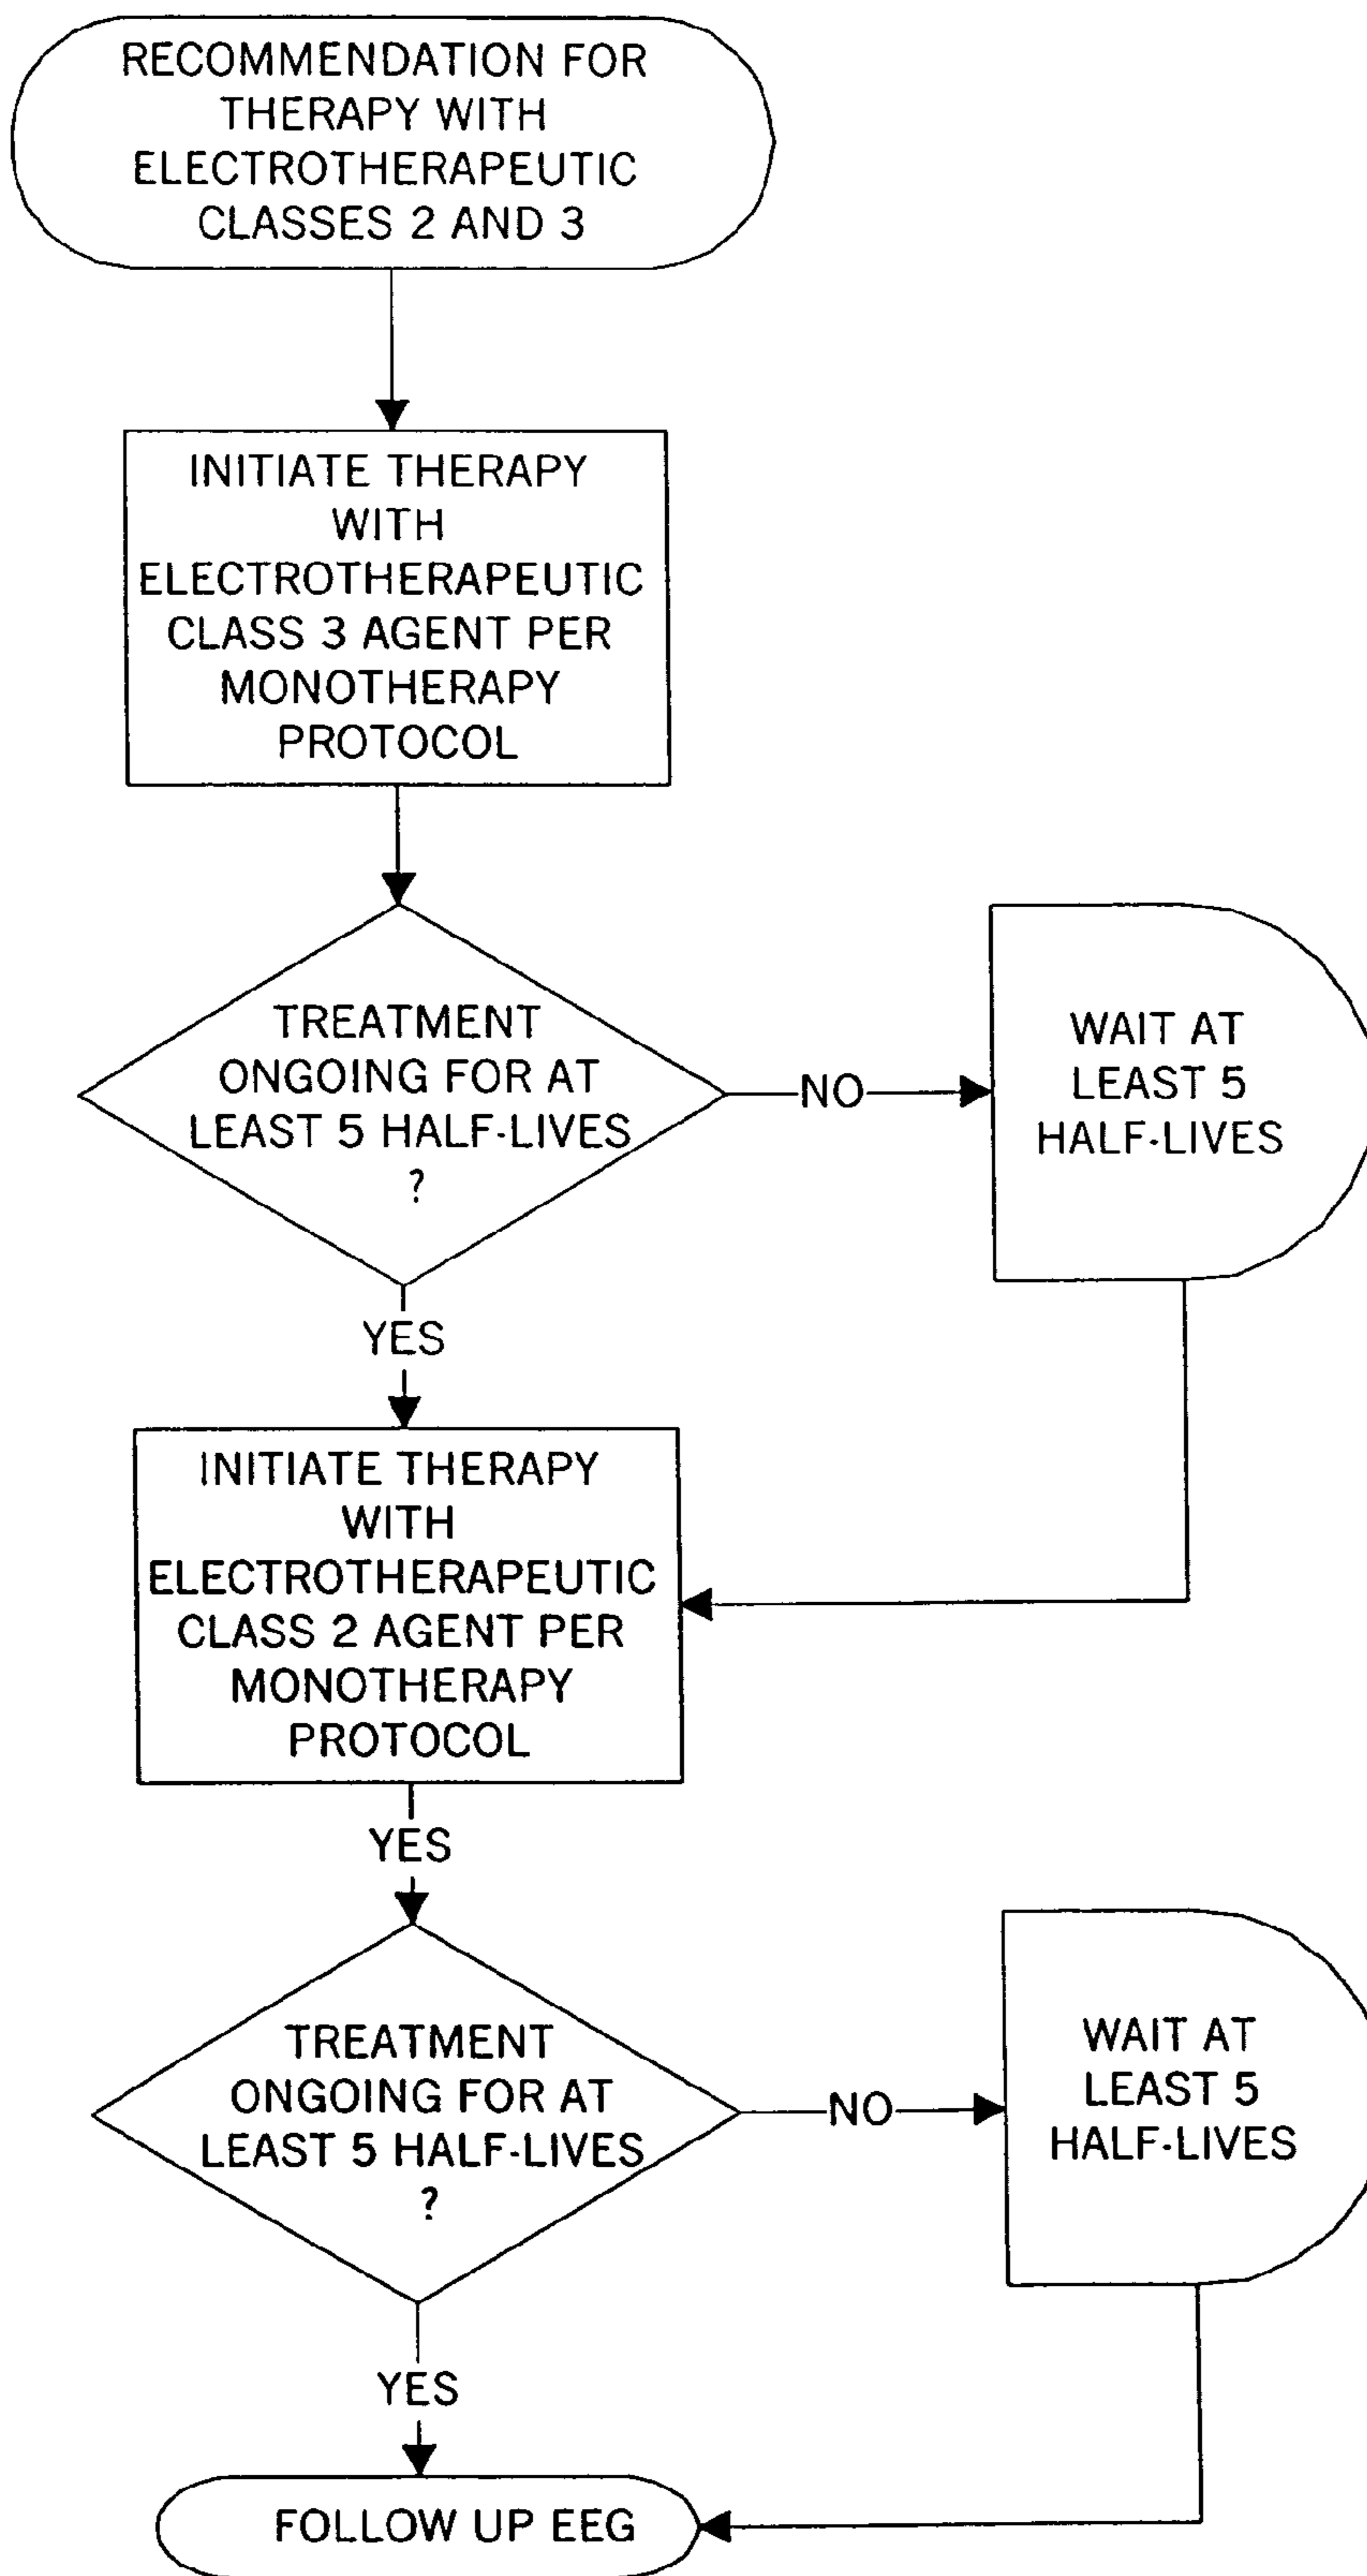 RECOMMENDATION FOR
THERAPY WITH
ELECTROTHERAPEUTIC
CLASSES 2 AND 3
INITIATE THERAPY
WITH
ELECTROTHERAPEUTIC
CLASS 3 AGENT PER
MONOTHERAPY
PROTOCOL
TREATMENT
ONGOING FOR AT
LEAST 5 HALF-LIVES
?
NO
WAIT AT
LEAST 5
HALF-LIVES
YES
INITIATE THERAPY
WITH
ELECTROTHERAPEUTIC
CLASS 2 AGENT PER
MONOTHERAPY
PROTOCOL
YES
TREATMENT
ONGOING FOR AT
LEAST 5 HALF-LIVES
?
NO
WAIT AT
LEAST 5
HALF-LIVES
YES
FOLLOW UP EEG